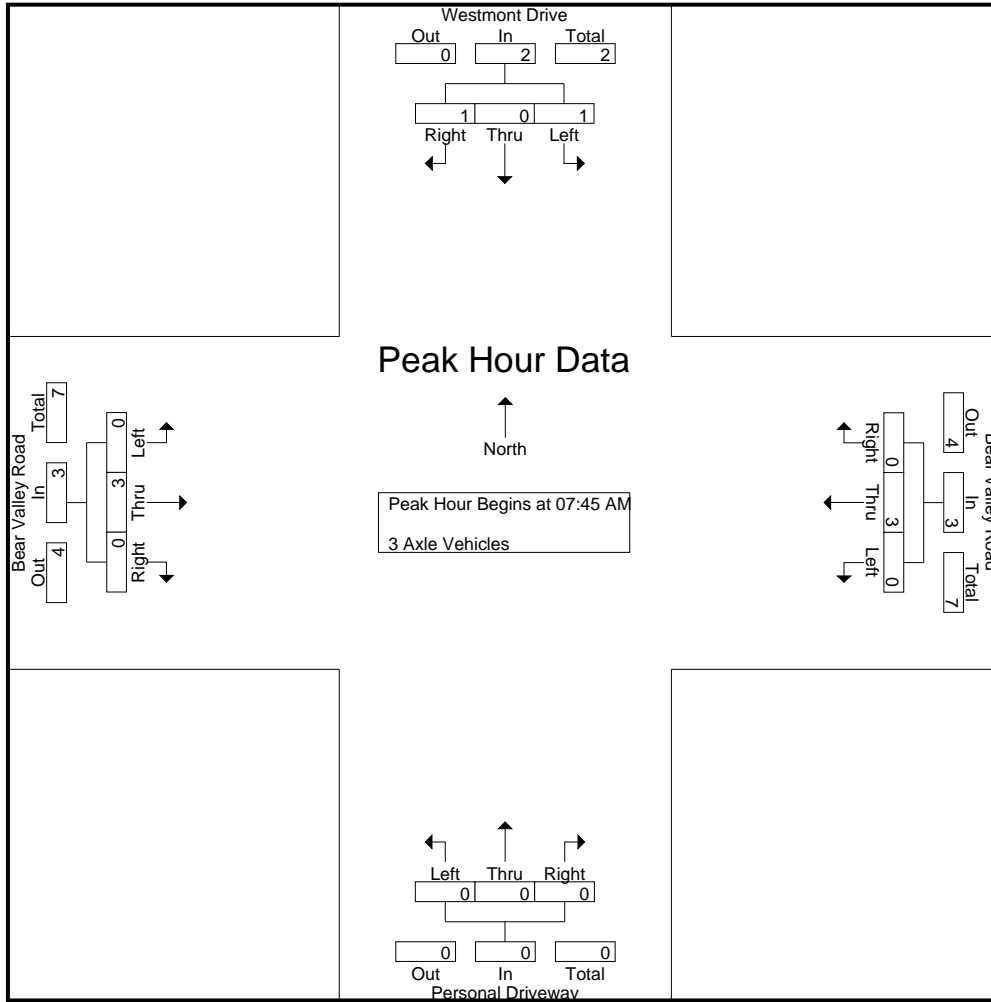 Westmont Drive
Out In Total
0 2 2
1 0 1
Right Thru Left
Peak Hour Data
North
Peak Hour Begins at 07:45 AM
3 Axle Vehicles
Bear Valley Road
Total In Out
7 3 4
0 3 0
Left Thru Right
Bear Valley Road
Out In Total
4 3 7
0 3 0
Right Thru Left
Left Thru Right
0 0 0
0 0 0
Out In Total
Personal Driveway